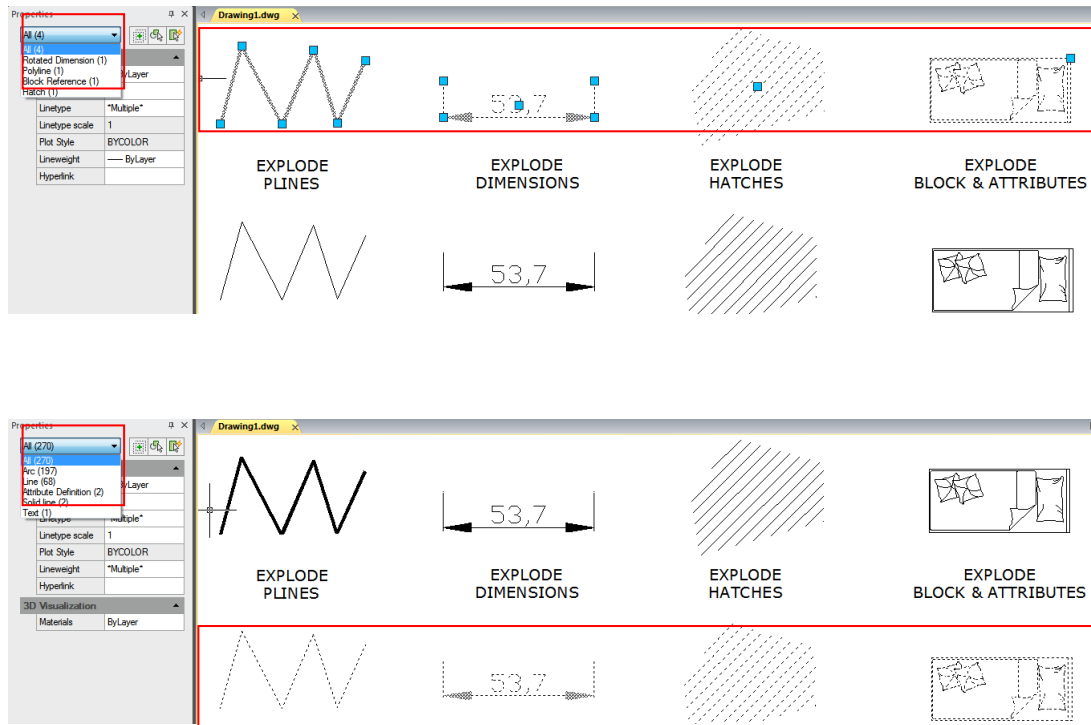 Properties
Drawing1.dwg
All (4)
All (4)
Rotated Dimension (1)
Polyline (1)
Block Reference (1)
Hatch (1)
ByLayer
Linetype *Multiple*
Linetype scale 1
Plot Style BYCOLOR
Lineweight ByLayer
Hyperlink
53,7
EXPLODE
PLINES
EXPLODE
DIMENSIONS
EXPLODE
HATCHES
EXPLODE
BLOCK & ATTRIBUTES
53,7
Properties
Drawing1.dwg
All (270)
All (270)
Arc (197)
Line (68)
Attribute Definition (2)
Solid line (2)
Text (1)
ByLayer
Linetype *Multiple*
Linetype scale 1
Plot Style BYCOLOR
Lineweight *Multiple*
Hyperlink
3D Visualization
Materials ByLayer
53,7
EXPLODE
PLINES
EXPLODE
DIMENSIONS
EXPLODE
HATCHES
EXPLODE
BLOCK & ATTRIBUTES
53,7